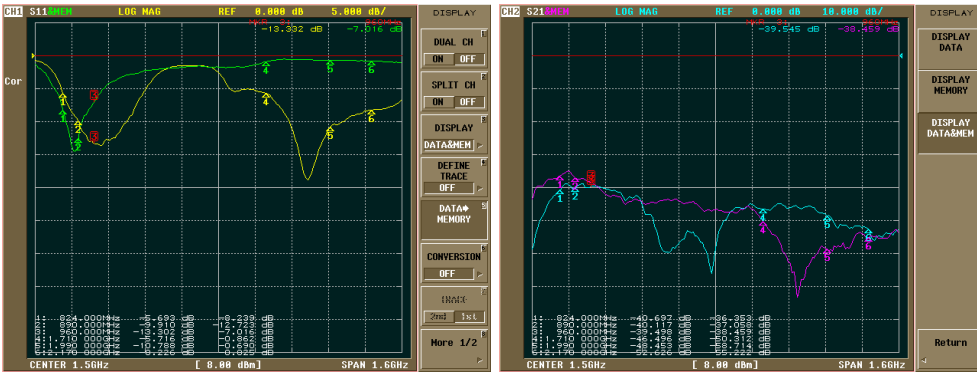 CH1 S11&MEM LOG MAG REF 0.000 dB 5.000 dB/
-13.332 dB -7.016 dB
Cor
1: 824.000MHz -5.693 dB -8.239 dB
2: 890.000MHz -9.910 dB -12.723 dB
3: 960.000MHz -13.302 dB -7.016 dB
4:1.710 000GHz -5.716 dB -0.862 dB
5:1.990 000GHz -10.788 dB -0.690 dB
6:2.170 000GHz -8.226 dB -0.925 dB
CENTER 1.5GHz [ 8.00 dBm] SPAN 1.6GHz
DISPLAY
DUAL CH
ON OFF
SPLIT CH
ON OFF
DISPLAY
DATA&MEM
DEFINE
TRACE
OFF
DATA➧
MEMORY
CONVERSION
OFF
2nd 1st
More 1/2
CH2 S21&MEM LOG MAG REF 0.000 dB 10.000 dB/
-39.545 dB -38.459 dB
1: 824.000MHz -40.697 -36.353 dB
2: 890.000MHz -40.117 -37.058 dB
3: 960.000MHz -39.498 -38.459 dB
4:1.710 000GHz -46.496 -50.312 dB
5:1.990 000GHz -48.453 -58.714 dB
6:2.170 000GHz -52.626 -55.222 dB
CENTER 1.5GHz [ 8.00 dBm] SPAN 1.6GHz
DISPLAY
DISPLAY
DATA
DISPLAY
MEMORY
DISPLAY
DATA&MEM
Return